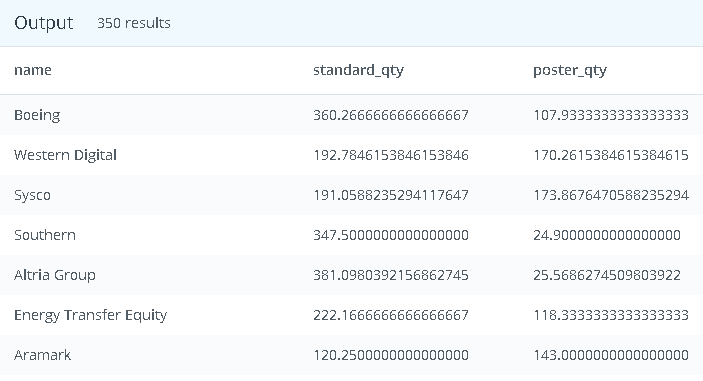 Output 350 results
name standard_qty poster_qty
Boeing 360.2666666666666667 107.9333333333333333
Western Digital 192.7846153846153846 170.2615384615384615
Sysco 191.0588235294117647 173.8676470588235294
Southern 347.5000000000000000 24.9000000000000000
Altria Group 381.0980392156862745 25.5686274509803922
Energy Transfer Equity 222.1666666666666667 118.3333333333333333
Aramark 120.2500000000000000 143.0000000000000000